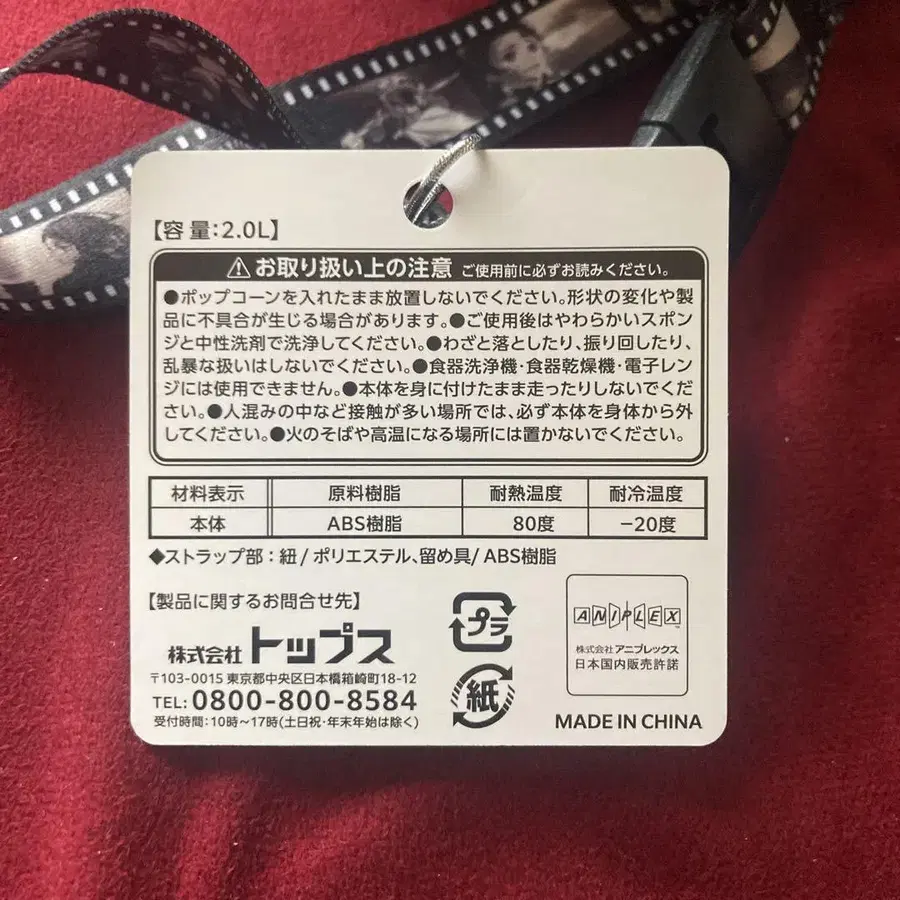 【容量:2.0L】
⚠お取り扱い上の注意 ご使用前に必ずお読みください。
●ポップコーンを入れたまま放置しないでください。形状の変化や製
品に不具合が生じる場合があります。●ご使用後はやわらかいスポン
ジと中性洗剤で洗浄してください。●わざと落としたり、振り回したり、
乱暴な扱いはしないでください。●食器洗浄機・食器乾燥機・電子レン
ジには使用できません。●本体を身に付けたまま走ったりしないでくだ
さい。●人混みの中など接触が多い場所では、必ず本体を身体から外
してください。●火のそばや高温になる場所には置かないでください。
材料表示 原料樹脂 耐熱温度 耐冷温度
本体 ABS樹脂 80度 −20度
◆ストラップ部：紐/ポリエステル、留め具/ABS樹脂
【製品に関するお問合せ先】
株式会社トップス
〒103-0015 東京都中央区日本橋箱崎町18-12
TEL: 0800-800-8584
受付時間：10時～17時(土日祝・年末年始は除く)
プラ
紙
ANIPLEX
株式会社 アニプレックス
日本国内販売許諾
MADE IN CHINA